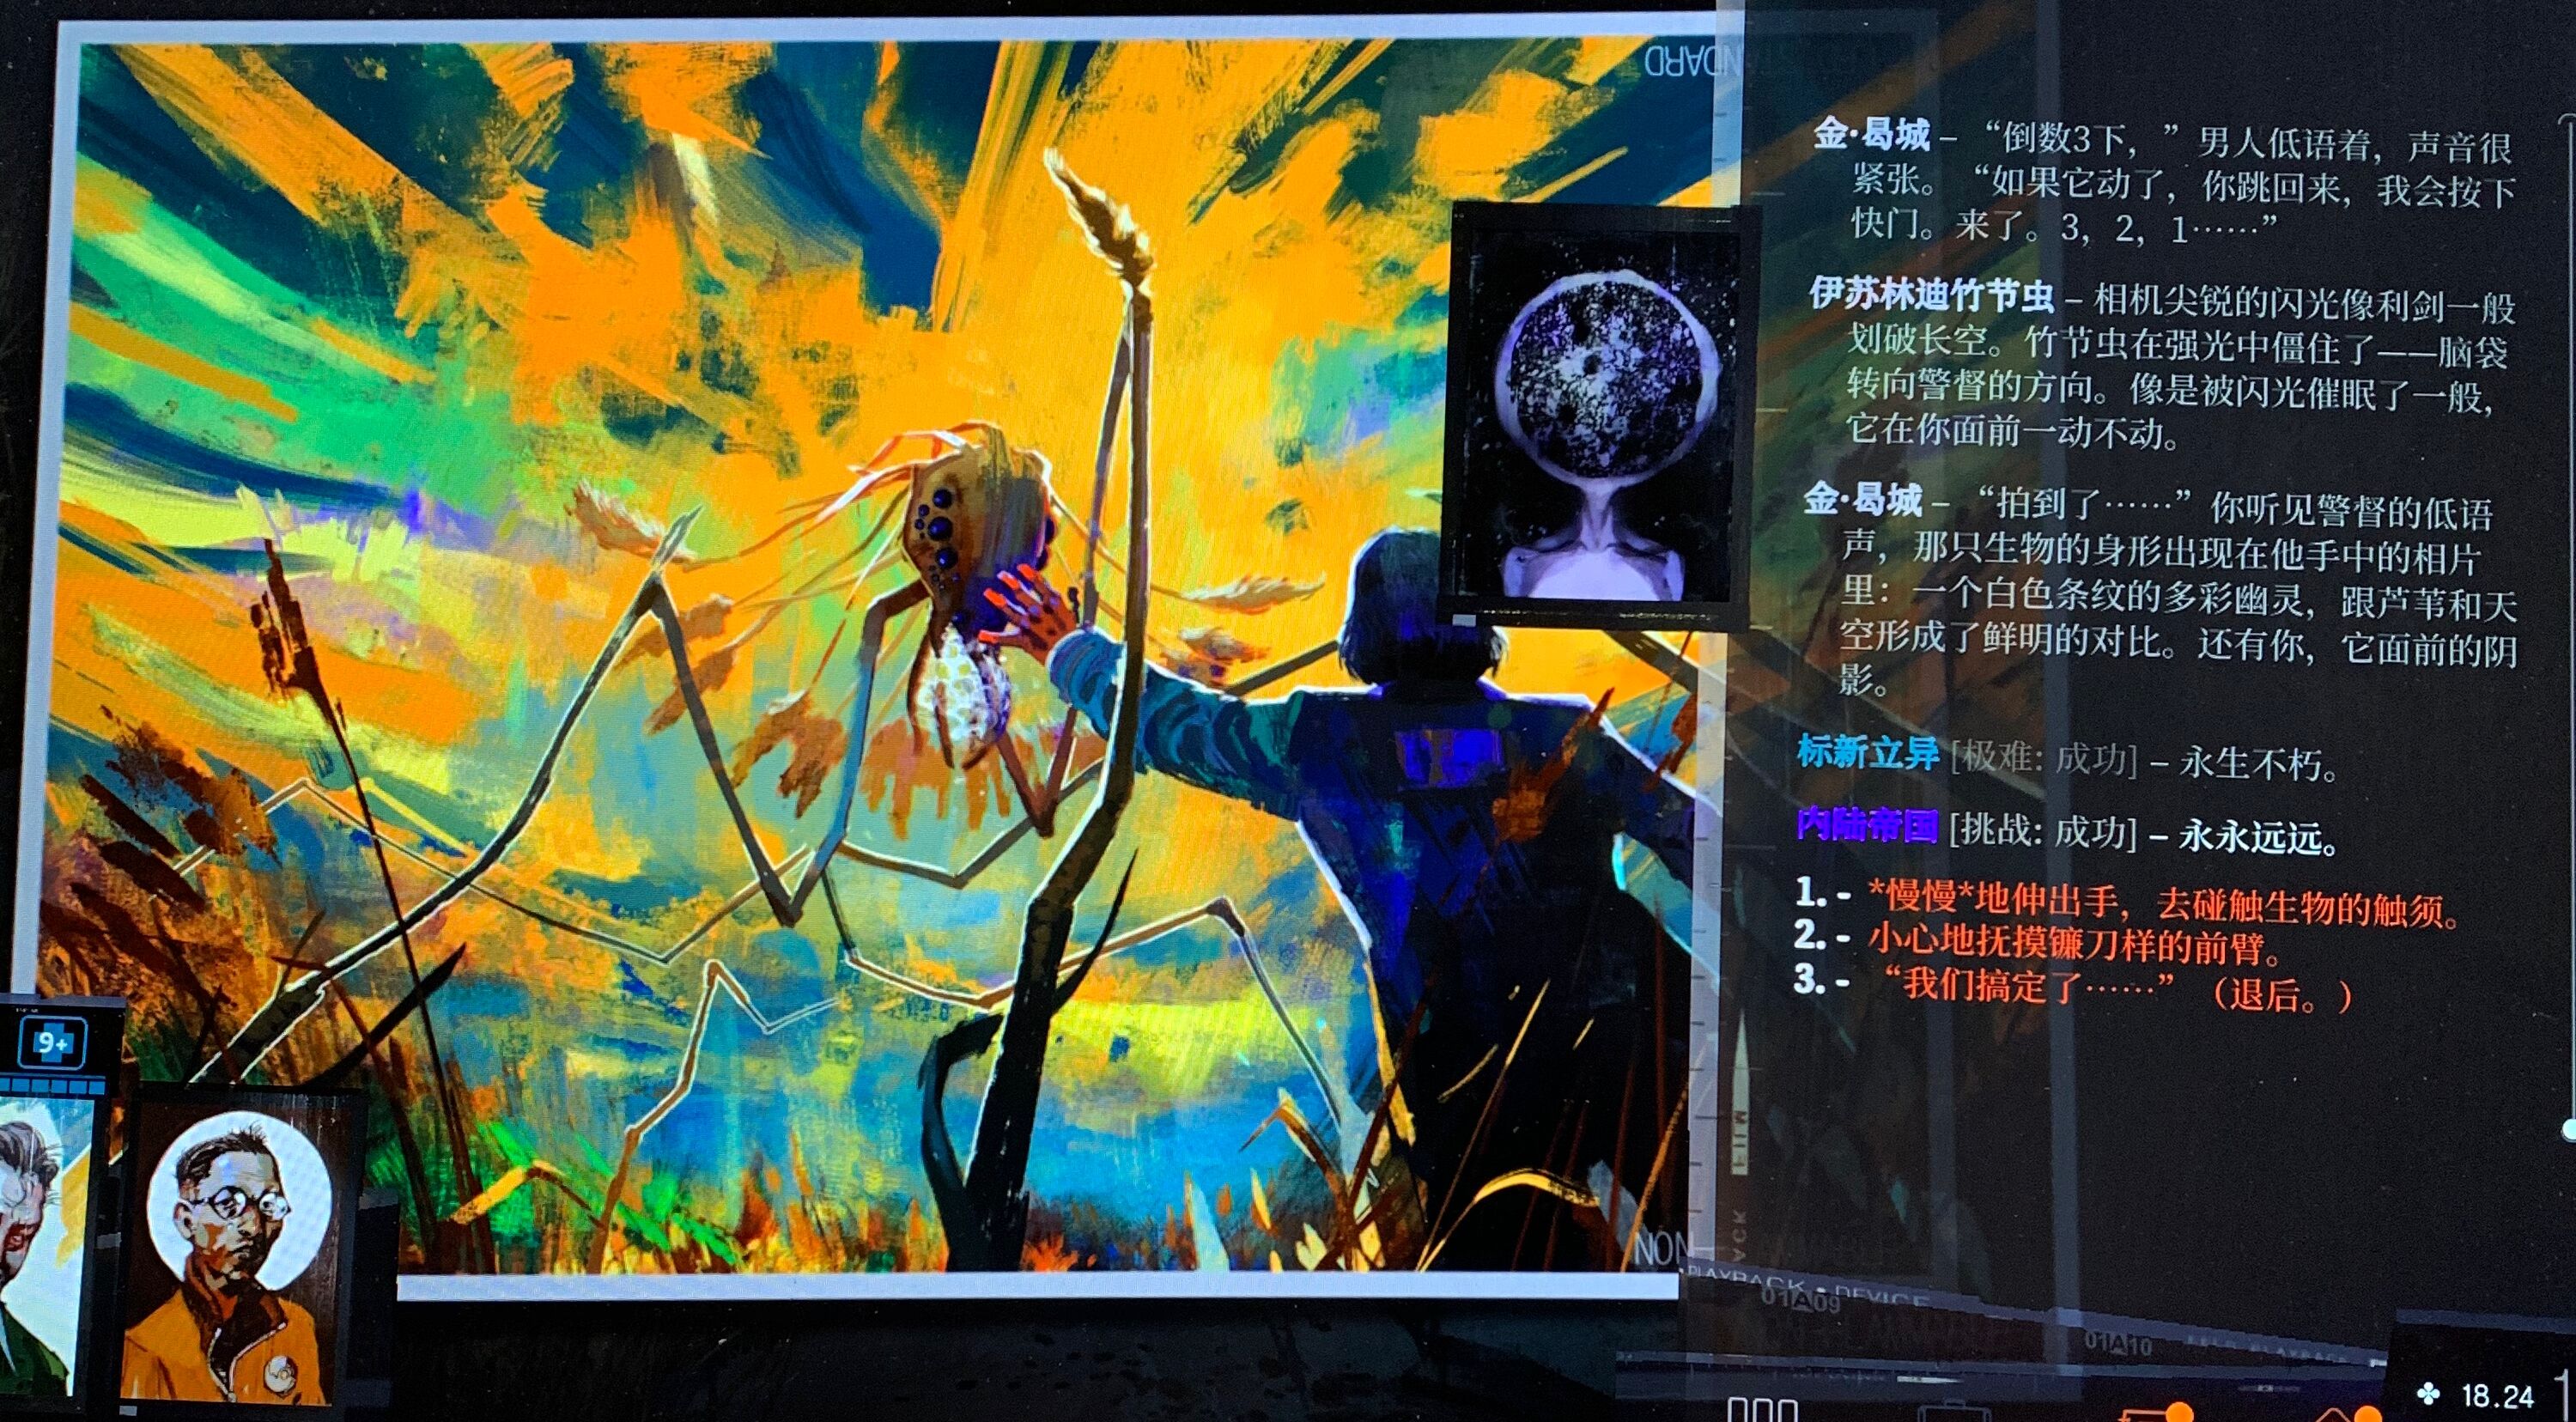 NDARD
金·曷城 – “倒数3下，”男人低语着，声音很
紧张。“如果它动了，你跳回来，我会按下
快门。来了。3，2，1……”
伊苏林迪竹节虫 – 相机尖锐的闪光像利剑一般
划破长空。竹节虫在强光中僵住了——脑袋
转向警督的方向。像是被闪光催眠了一般，
它在你面前一动不动。
金·曷城 – “拍到了……”你听见警督的低语
声，那只生物的身形出现在他手中的相片
里：一个白色条纹的多彩幽灵，跟芦苇和天
空形成了鲜明的对比。还有你，它面前的阴
影。
标新立异 [极难：成功] – 永生不朽。
内陆帝国 [挑战：成功] – 永永远远。
1. - *慢慢*地伸出手，去碰触生物的触须。
2. - 小心地抚摸镰刀样的前臂。
3. - “我们搞定了……”（退后。）
9+
FILM
NON
PLAYBACK - DEVICE
01A09
01A10
18.24